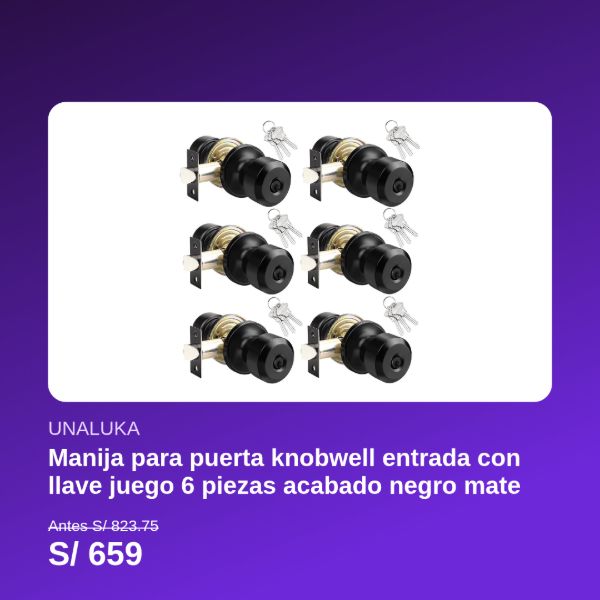 UNALUKA
Manija para puerta knobwell entrada con
llave juego 6 piezas acabado negro mate
Antes S/ 823.75
S/ 659